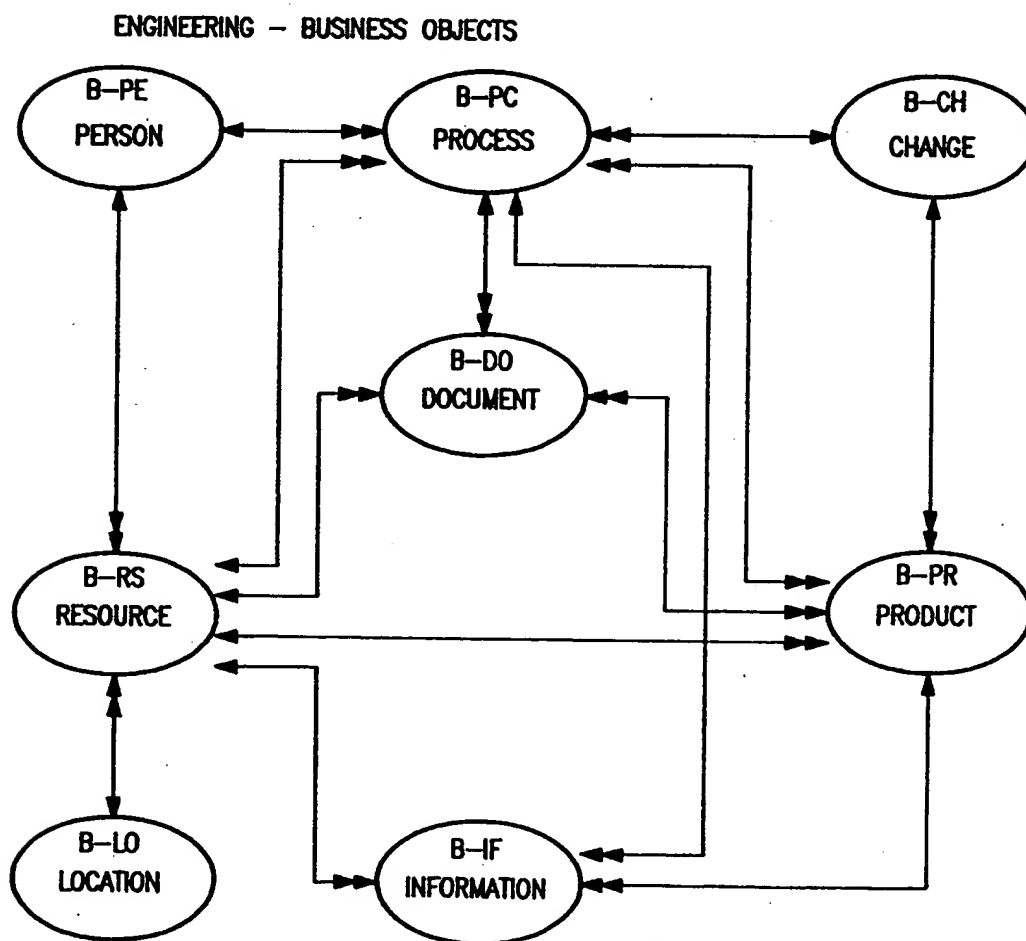 ENGINEERING – BUSINESS OBJECTS
B–PE
PERSON
B–PC
PROCESS
B–CH
CHANGE
B–DO
DOCUMENT
B–RS
RESOURCE
B–PR
PRODUCT
B–LO
LOCATION
B–IF
INFORMATION